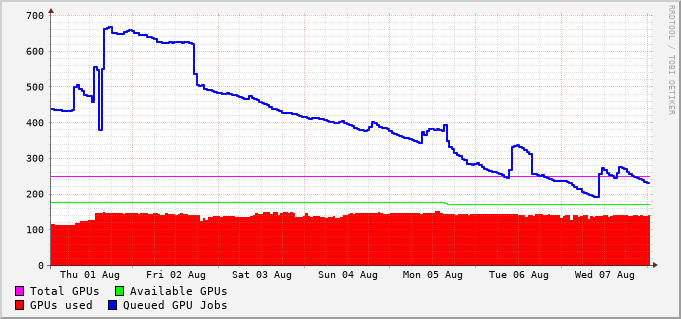 700
600
500
400
300
200
100
0
Thu 01 Aug Fri 02 Aug Sat 03 Aug Sun 04 Aug Mon 05 Aug Tue 06 Aug Wed 07 Aug
Total GPUs Available GPUs
GPUs used Queued GPU Jobs
RRDTOOL / TOBI OETIKER